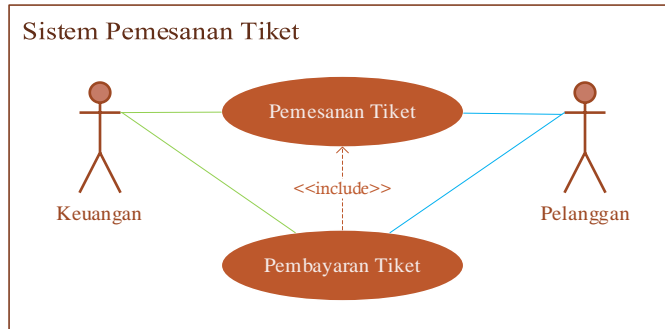 Sistem Pemesanan Tiket
Pemesanan Tiket
<<include>>
Keuangan
Pelanggan
Pembayaran Tiket